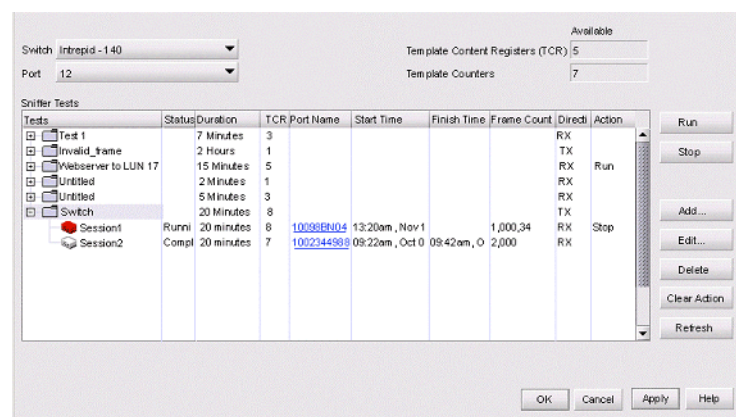 Available
Switch Intrepid - 140 Template Content Registers (TCR) 5
Port 12 Template Counters 7
Sniffer Tests
Tests Status Duration TCR Port Name Start Time Finish Time Frame Count Directi Action
Test 1 7 Minutes 3 RX
Invalid_frame 2 Hours 1 TX
Webserver to LUN 17 15 Minutes 5 RX Run
Untitled 2 Minutes 1 RX
Untitled 5 Minutes 3 RX
Switch 20 Minutes 8 TX
Session1 Runni 20 minutes 8 10098BN04 13:20am , Nov 1 1,000,34 RX Stop
Session2 Compl 20 minutes 7 1002344988 09:22am , Oct 0 09:42am , O 2,000 RX
Run
Stop
Add...
Edit...
Delete
Clear Action
Refresh
OK Cancel Apply Help